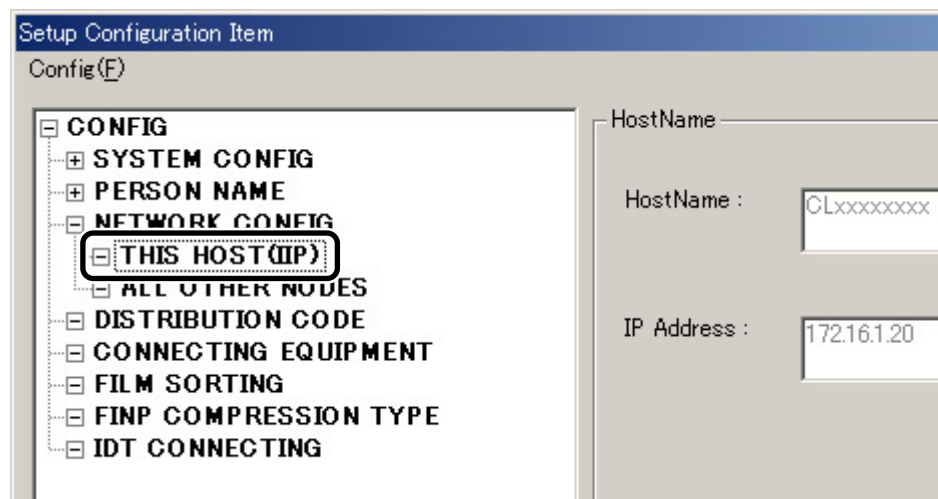 Setup Configuration Item
Config(F)
CONFIG
SYSTEM CONFIG
PERSON NAME
NETWORK CONFIG
THIS HOST(IIP)
ALL OTHER NODES
DISTRIBUTION CODE
CONNECTING EQUIPMENT
FILM SORTING
FINP COMPRESSION TYPE
IDT CONNECTING
HostName
HostName :
CLxxxxxxxx
IP Address :
172.16.1.20